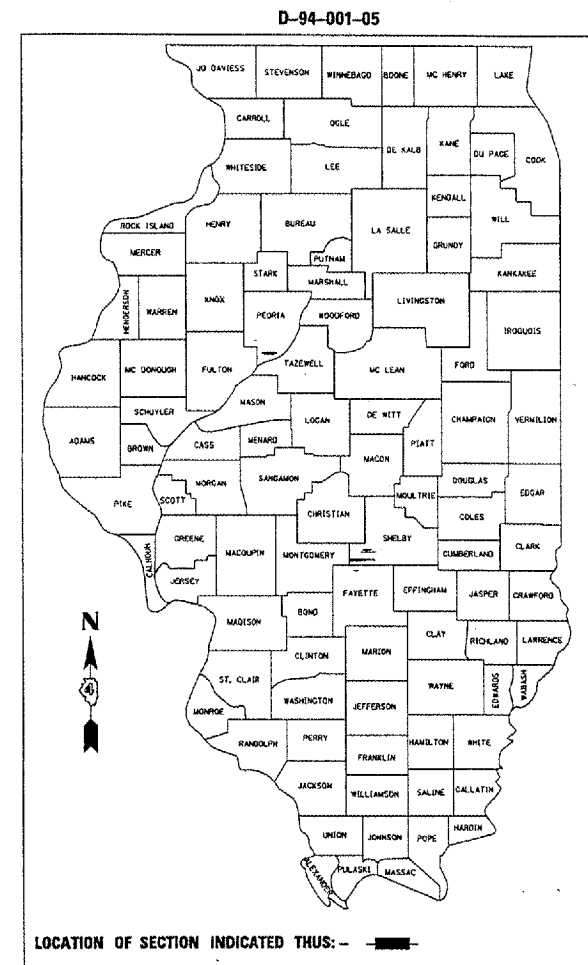 D-94-001-05
JO DAVIESS STEVENSON WINNEBAGO BOONE MC HENRY LAKE
CARROLL OGLE DE KALB KANE DU PAGE COOK
WHITESIDE LEE KENDALL WILL
ROCK ISLAND HENRY BUREAU LA SALLE GRUNDY
MERCER PUTNAM KANKAKEE
STARK MARSHALL
HENDERSON WARREN KNOX PEORIA WOODFORD LIVINGSTON IROQUOIS
HANCOCK MC DONOUGH FULTON TAZEWELL MC LEAN FORD
MASON
SCHUYLER LOGAN DE WITT CHAMPAIGN VERMILION
ADAMS BROWN CASS MENARD MACON PIATT
MORGAN SANGAMON DOUGLAS EDGAR
PIKE SCOTT CHRISTIAN MOULTRIE COLES
GREENE MACOUPIN MONTGOMERY SHELBY CUMBERLAND CLARK
CALHOUN JERSEY FAYETTE EFFINGHAM JASPER CRAWFORD
MADISON BOND
CLAY RICHLAND LAWRENCE
CLINTON MARION
ST. CLAIR WAYNE EDWARDS WABASH
WASHINGTON JEFFERSON
MONROE
RANDOLPH PERRY HAMILTON WHITE
FRANKLIN
JACKSON WILLIAMSON SALINE GALLATIN
UNION JOHNSON POPE HARDIN
ALEXANDER PULASKI MASSAC
N
4
LOCATION OF SECTION INDICATED THUS:-